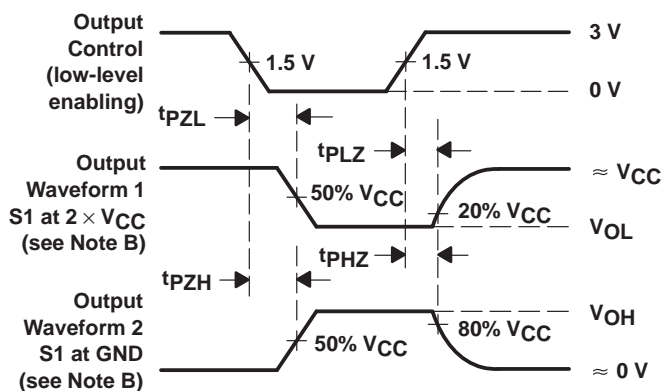 Output
Control
(low-level
enabling)
1.5 V
1.5 V
3 V
0 V
tPZL
tPLZ
Output
Waveform 1
S1 at 2 × VCC
(see Note B)
50% VCC
20% VCC
≈ VCC
VOL
tPZH
tPHZ
Output
Waveform 2
S1 at GND
(see Note B)
50% VCC
80% VCC
VOH
≈ 0 V